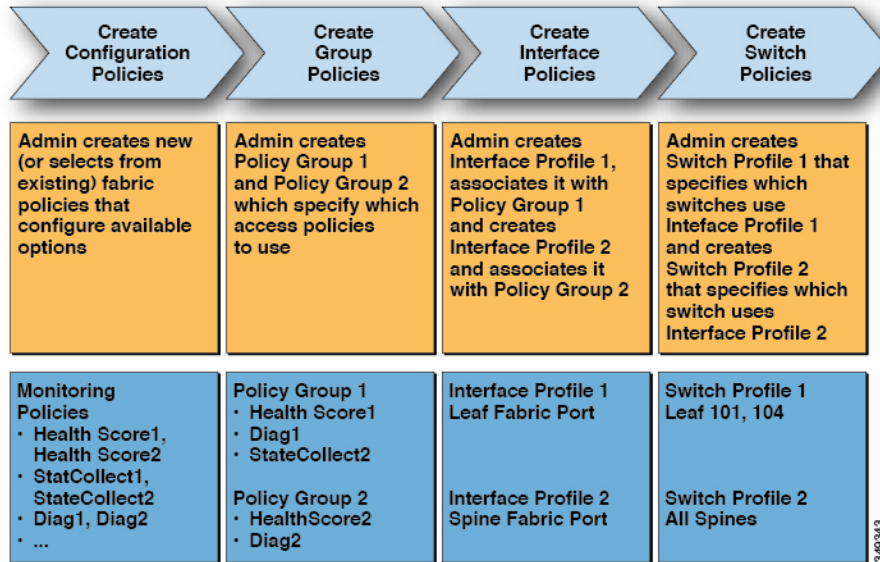 Create
Configuration
Policies
Create
Group
Policies
Create
Interface
Policies
Create
Switch
Policies
Admin creates new
(or selects from
existing) fabric
policies that
configure available
options
Admin creates
Policy Group 1
and Policy Group 2
which specify which
access policies
to use
Admin creates
Interface Profile 1,
associates it with
Policy Group 1
and creates
Interface Profile 2
and associates it
with Policy Group 2
Admin creates
Switch Profile 1 that
specifies which
switches use
Inteface Profile 1
and creates
Switch Profile 2
that specifies which
switch uses
Interface Profile 2
Monitoring
Policies
· Health Score1,
Health Score2
· StatCollect1,
StateCollect2
· Diag1, Diag2
· ...
Policy Group 1
· Health Score1
· Diag1
· StateCollect2
Policy Group 2
· HealthScore2
· Diag2
Interface Profile 1
Leaf Fabric Port
Interface Profile 2
Spine Fabric Port
Switch Profile 1
Leaf 101, 104
Switch Profile 2
All Spines
349343